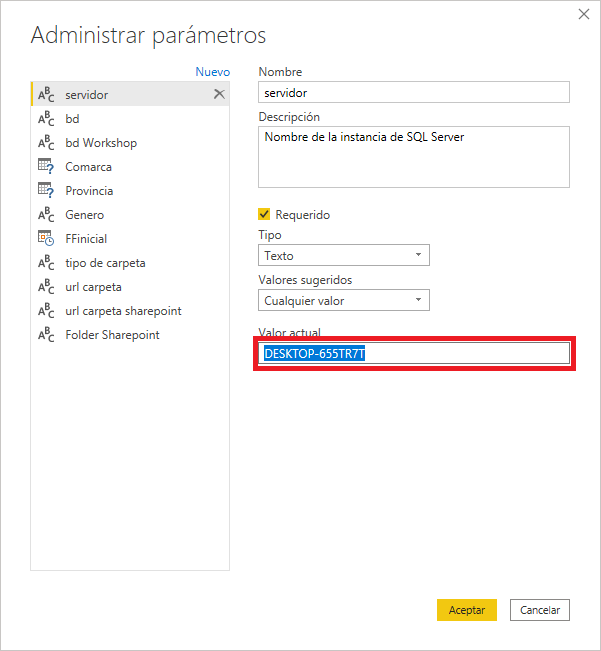 Administrar parámetros
Nuevo
servidor
bd
bd Workshop
Comarca
Provincia
Genero
FFinicial
tipo de carpeta
url carpeta
url carpeta sharepoint
Folder Sharepoint
Nombre
servidor
Descripción
Nombre de la instancia de SQL Server
Requerido
Tipo
Texto
Valores sugeridos
Cualquier valor
Valor actual
DESKTOP-655TR7T
Aceptar
Cancelar